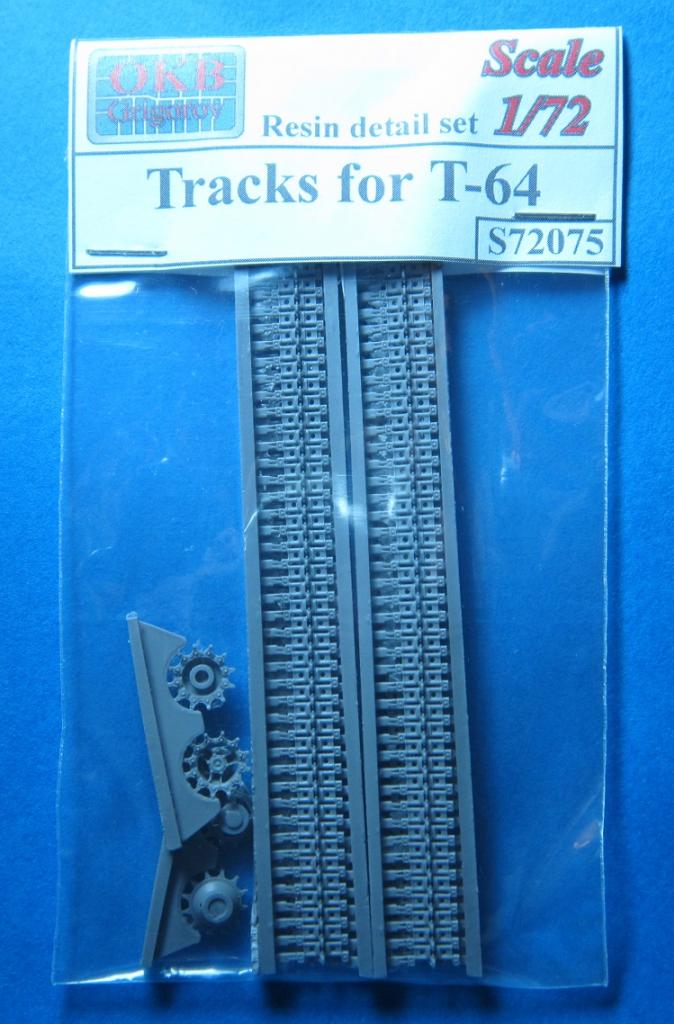 OKB
Grigorov
Scale
Resin detail set 1/72
Tracks for T-64
S72075